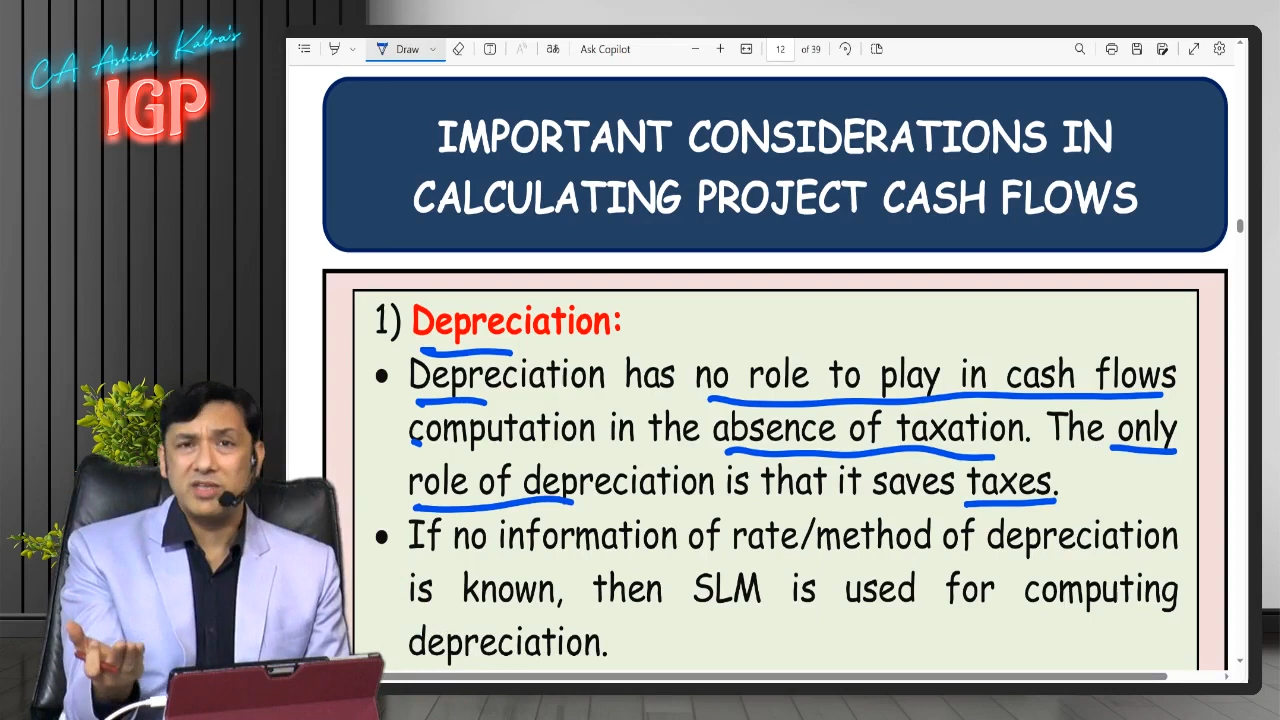 CA Ashish Kalra's
IGP
Draw
Ask Copilot
12
of 39
IMPORTANT CONSIDERATIONS IN
CALCULATING PROJECT CASH FLOWS
1) Depreciation:
• Depreciation has no role to play in cash flows
computation in the absence of taxation. The only
role of depreciation is that it saves taxes.
• If no information of rate/method of depreciation
is known, then SLM is used for computing
depreciation.